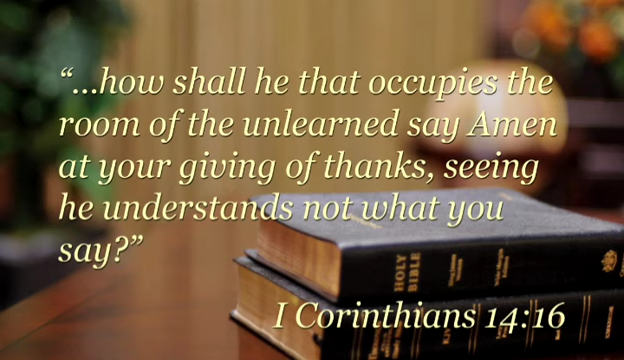 “...how shall he that occupies the
room of the unlearned say Amen
at your giving of thanks, seeing
he understands not what you
say?”
I Corinthians 14:16
HOLY
BIBLE